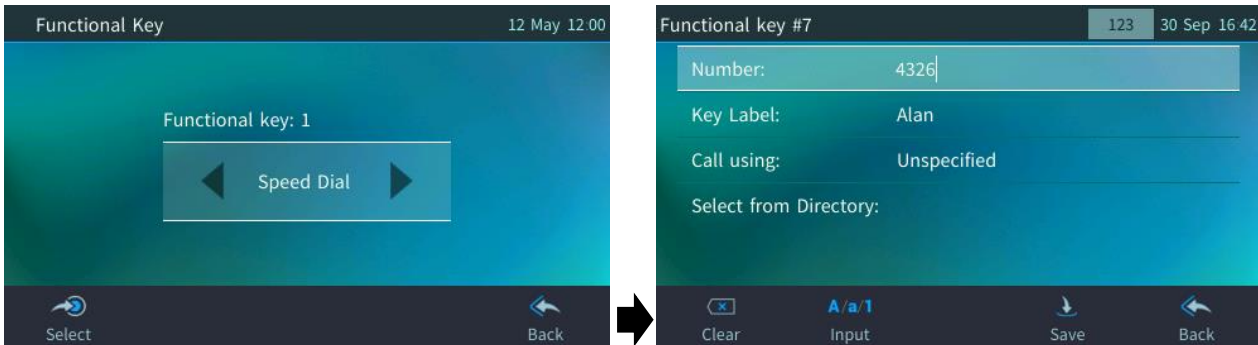 Functional Key 12 May 12:00
Functional key: 1
Speed Dial
Select Back
Functional key #7 123 30 Sep 16:42
Number: 4326
Key Label: Alan
Call using: Unspecified
Select from Directory:
A/a/1
Clear Input Save Back